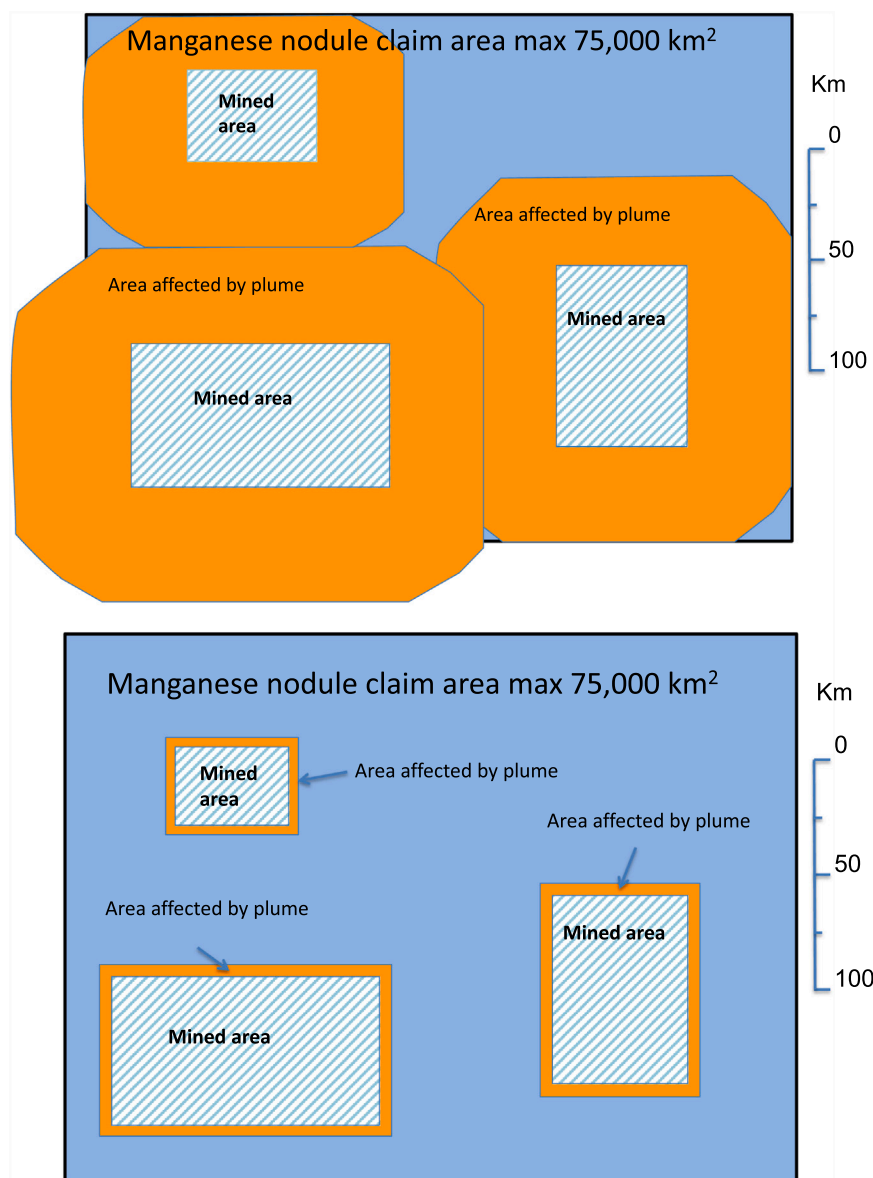 Manganese nodule claim area max 75,000 km²
Mined
area
Km
0
Area affected by plume
50
Area affected by plume
Mined area
100
Mined area
Manganese nodule claim area max 75,000 km²
Km
0
Mined
area
Area affected by plume
Area affected by plume
50
Area affected by plume
Mined area
100
Mined area